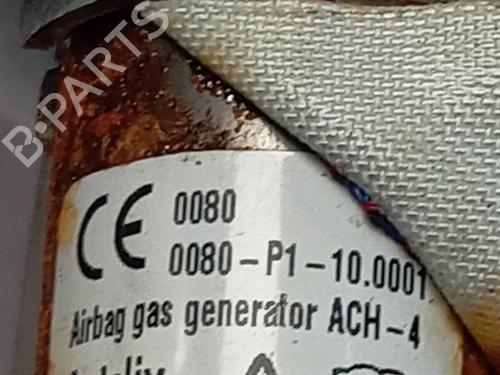 B-PARTS
CE 0080
0080-P1-10.0001
Airbag gas generator ACH-4